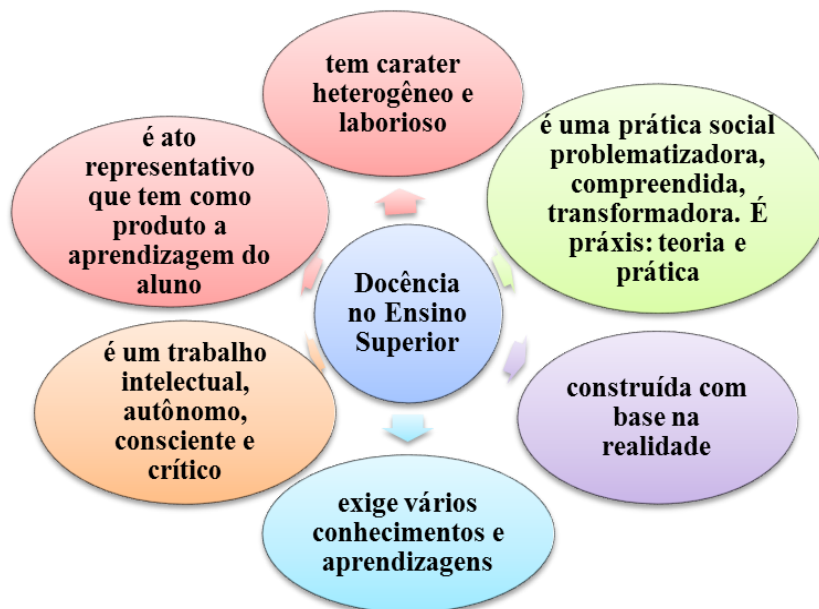 tem carater
heterogêneo e
laborioso
é uma prática social
problematizadora,
compreendida,
transformadora. É
práxis: teoria e
prática
construída com
base na
realidade
exige vários
conhecimentos e
aprendizagens
é um trabalho
intelectual,
autônomo,
consciente e
crítico
é ato
representativo
que tem como
produto a
aprendizagem do
aluno
Docência
no Ensino
Superior